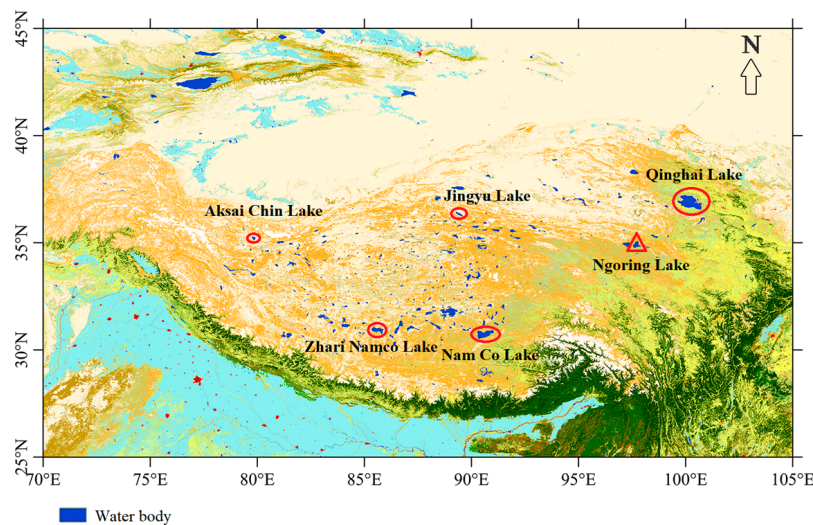 45°N
N
40°N
Qinghai Lake
Jingyu Lake
Aksai Chin Lake
35°N
Ngoring Lake
Zhari Namco Lake
Nam Co Lake
30°N
25°N
70°E 75°E 80°E 85°E 90°E 95°E 100°E 105°E
Water body